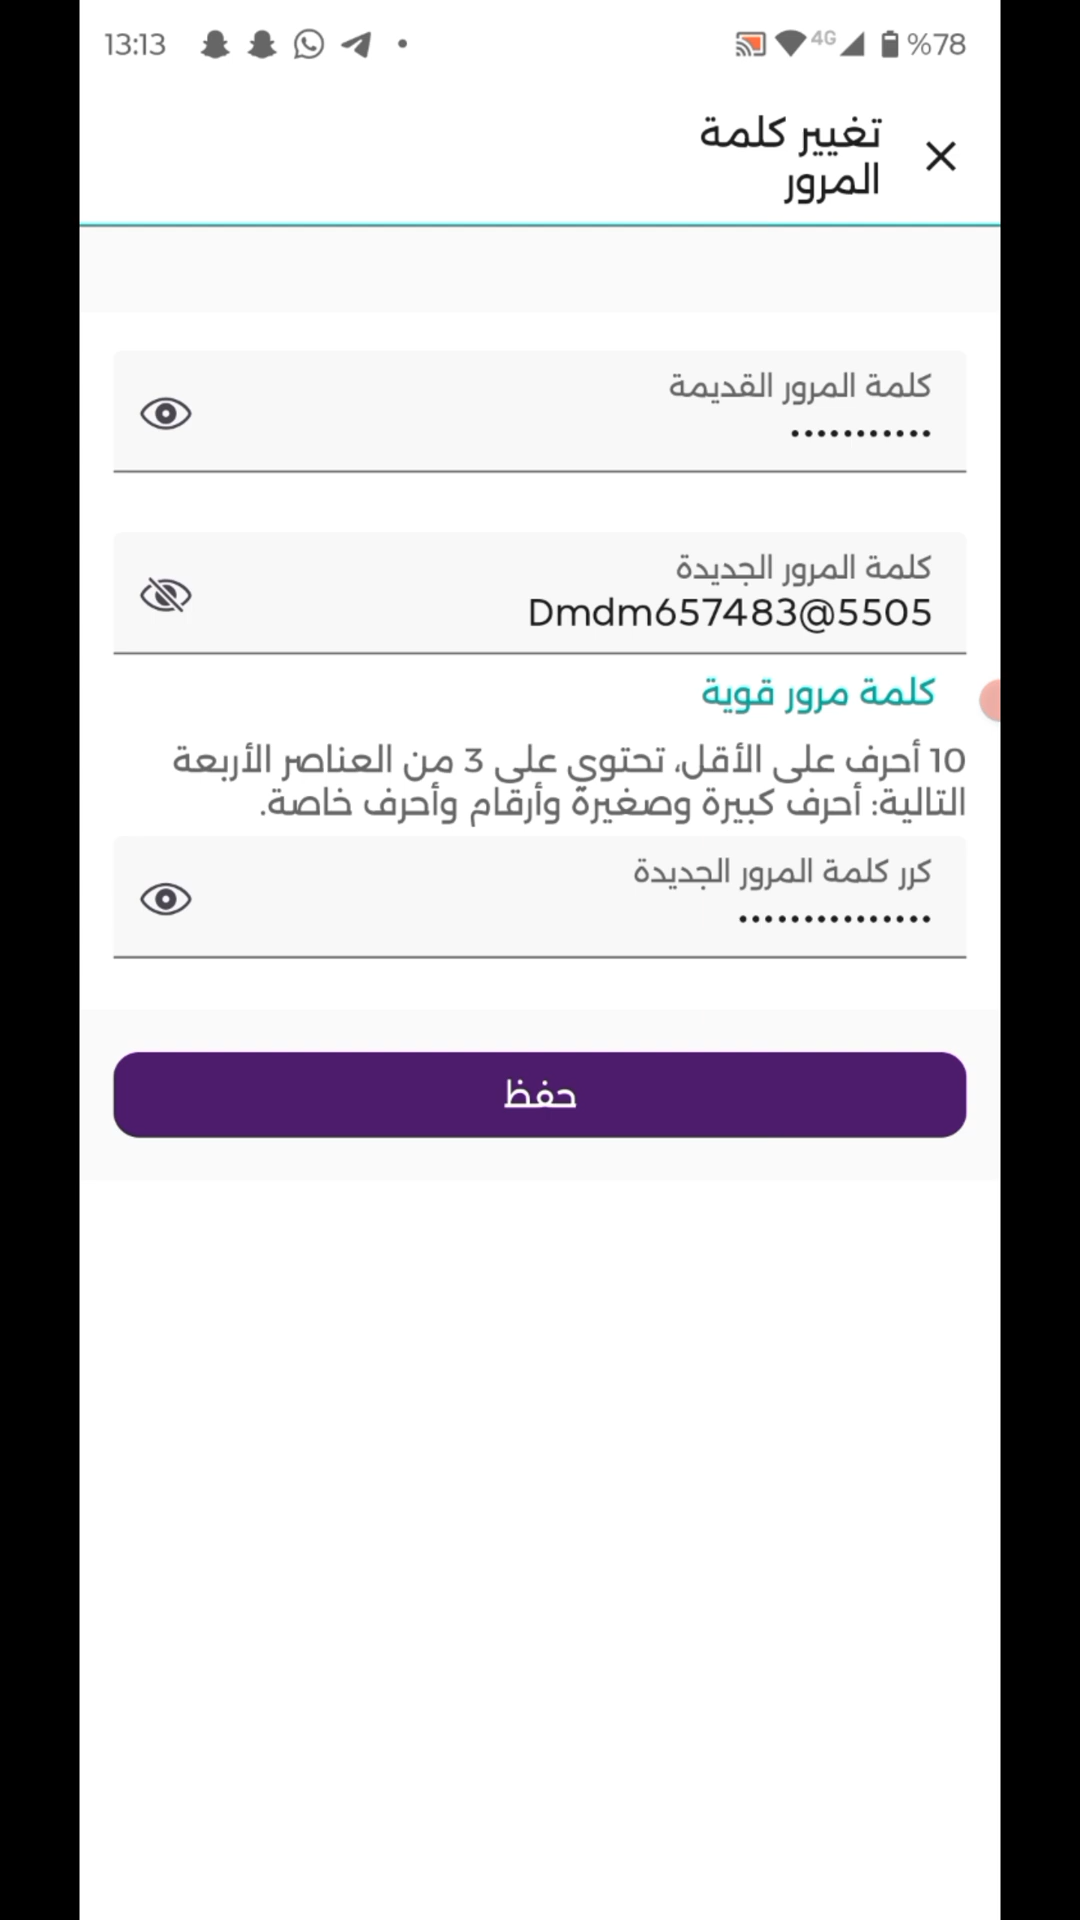 13:13 4G %78
تغيير كلمة
المرور
كلمة المرور القديمة
•••••••••••
كلمة المرور الجديدة
Dmdm657483@5505
كلمة مرور قوية
10 أحرف على الأقل، تحتوي على 3 من العناصر الأربعة
التالية: أحرف كبيرة وصغيرة وأرقام وأحرف خاصة.
كرر كلمة المرور الجديدة
•••••••••••••••
حفظ